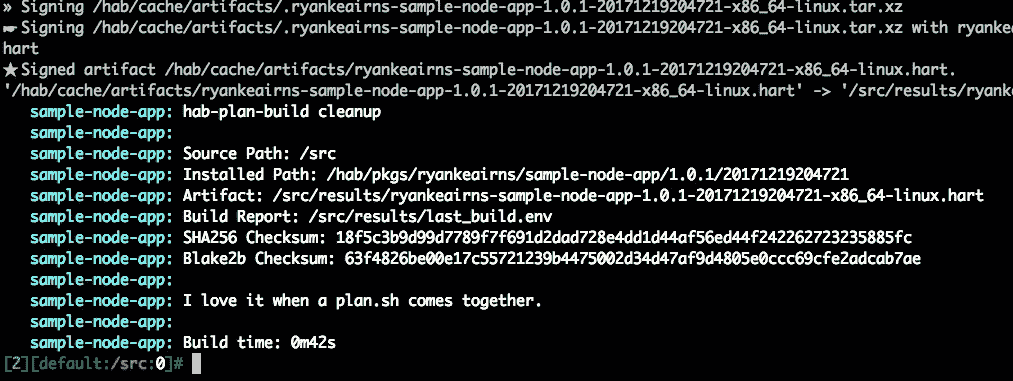 » Signing /hab/cache/artifacts/.ryankeairns-sample-node-app-1.0.1-20171219204721-x86_64-linux.tar.xz
☛ Signing /hab/cache/artifacts/.ryankeairns-sample-node-app-1.0.1-20171219204721-x86_64-linux.tar.xz with ryanke
hart
★ Signed artifact /hab/cache/artifacts/ryankeairns-sample-node-app-1.0.1-20171219204721-x86_64-linux.hart.
'/hab/cache/artifacts/ryankeairns-sample-node-app-1.0.1-20171219204721-x86_64-linux.hart' -> '/src/results/ryanke
sample-node-app: hab-plan-build cleanup
sample-node-app:
sample-node-app: Source Path: /src
sample-node-app: Installed Path: /hab/pkgs/ryankeairns/sample-node-app/1.0.1/20171219204721
sample-node-app: Artifact: /src/results/ryankeairns-sample-node-app-1.0.1-20171219204721-x86_64-linux.hart
sample-node-app: Build Report: /src/results/last_build.env
sample-node-app: SHA256 Checksum: 18f5c3b9d99d7789f7f691d2dad728e4dd1d44af56ed44f242262723235885fc
sample-node-app: Blake2b Checksum: 63f4826be00e17c55721239b4475002d34d47af9d4805e0ccc69cfe2adcab7ae
sample-node-app:
sample-node-app: I love it when a plan.sh comes together.
sample-node-app:
sample-node-app: Build time: 0m42s
[2][default:/src:0]#